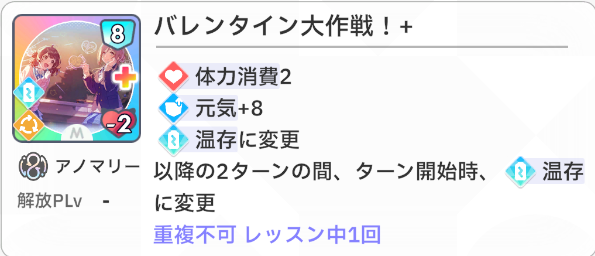 バレンタイン大作戦！+
8
-2
M
体力消費2
元気+8
温存に変更
以降の2ターンの間、ターン開始時、 温存
に変更
重複不可 レッスン中1回
アノマリー
解放PLv -